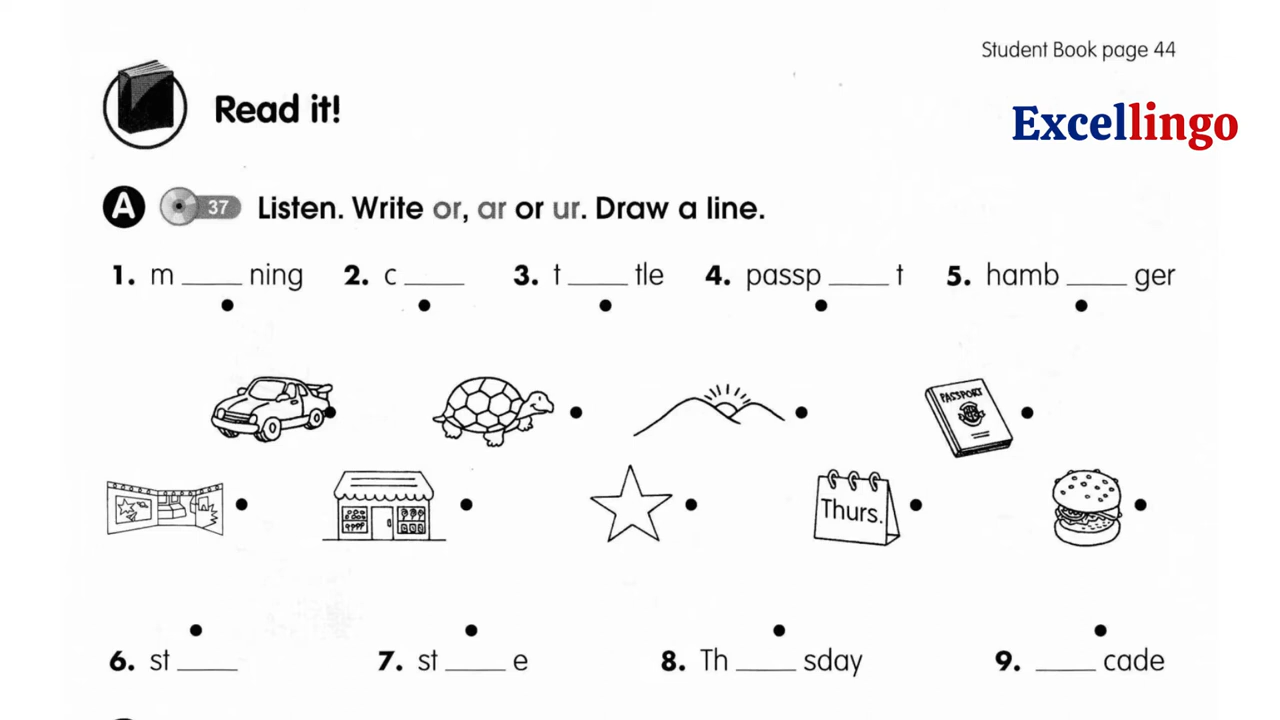 Student Book page 44
Read it!
Excellingo
A 37 Listen. Write or, ar or ur. Draw a line.
1. m ____ ning 2. c ____ 3. t ____ tle 4. passp ____ t 5. hamb ____ ger
PASSPORT
Thurs.
6. st ____ 7. st ____ e 8. Th ____ sday 9. ____ cade